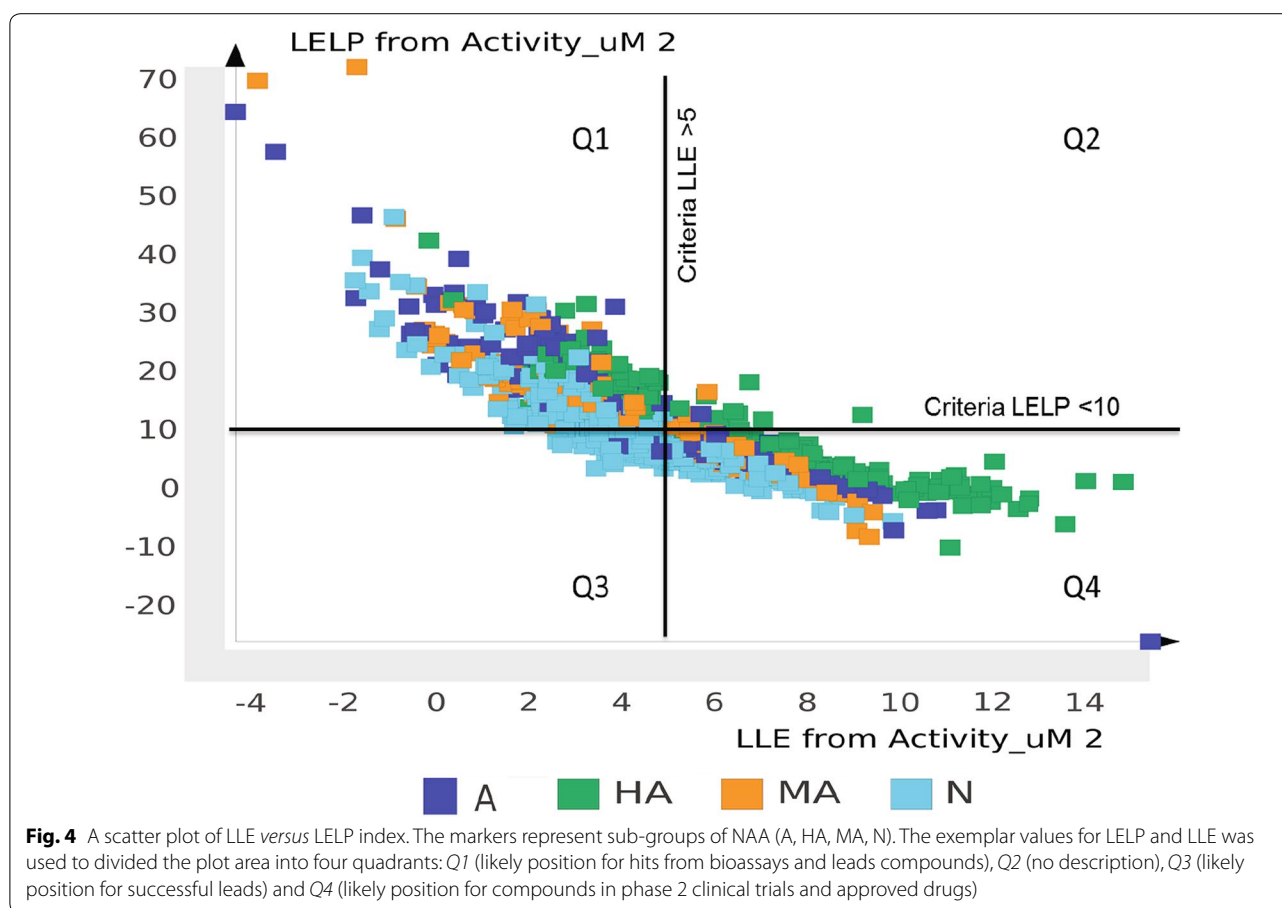 LELP from Activity_uM 2
70
60
50
40
30
20
10
0
-10
-20
Q1
Q2
Criteria LLE >5
Criteria LELP <10
Q3
Q4
-4 -2 0 2 4 6 8 10 12 14
LLE from Activity_uM 2
A HA MA N
Fig. 4 A scatter plot of LLE versus LELP index. The markers represent sub-groups of NAA (A, HA, MA, N). The exemplar values for LELP and LLE was
used to divided the plot area into four quadrants: Q1 (likely position for hits from bioassays and leads compounds), Q2 (no description), Q3 (likely
position for successful leads) and Q4 (likely position for compounds in phase 2 clinical trials and approved drugs)